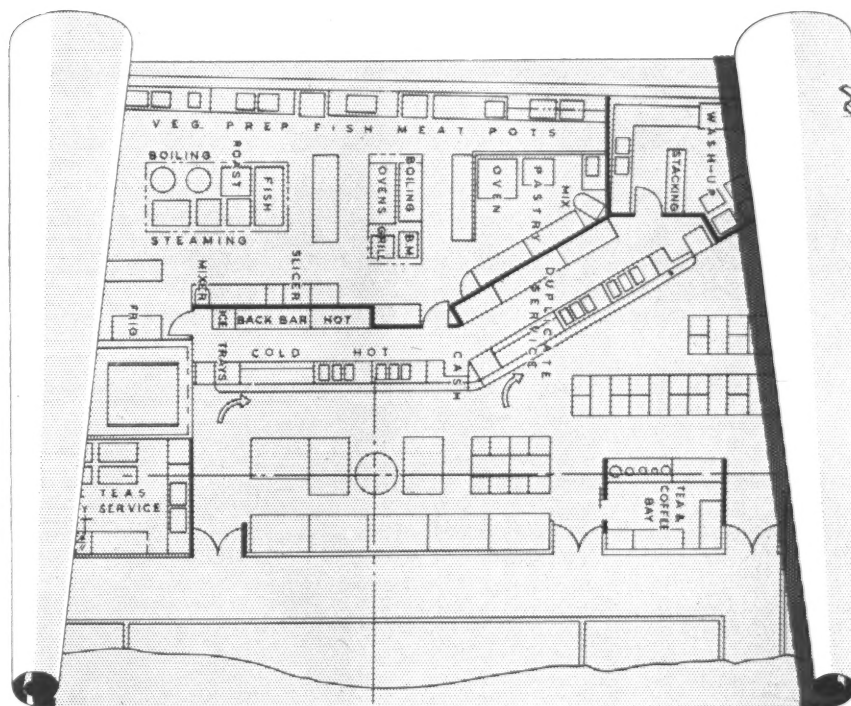 VEG. PREP FISH MEAT POTS
WASH-UP
STACKING
BOILING
ROAST
FISH
STEAMING
OVENS
BOILING
GRILL
B.M.
OVEN
PASTRY
MIX
MIXER
SLICER
DUPLICATE
SERVICE
FRIG
ICE
BACK BAR HOT
TRAYS
COLD HOT
CASH
TEAS
SERVICE
TEA &
COFFEE
BAY